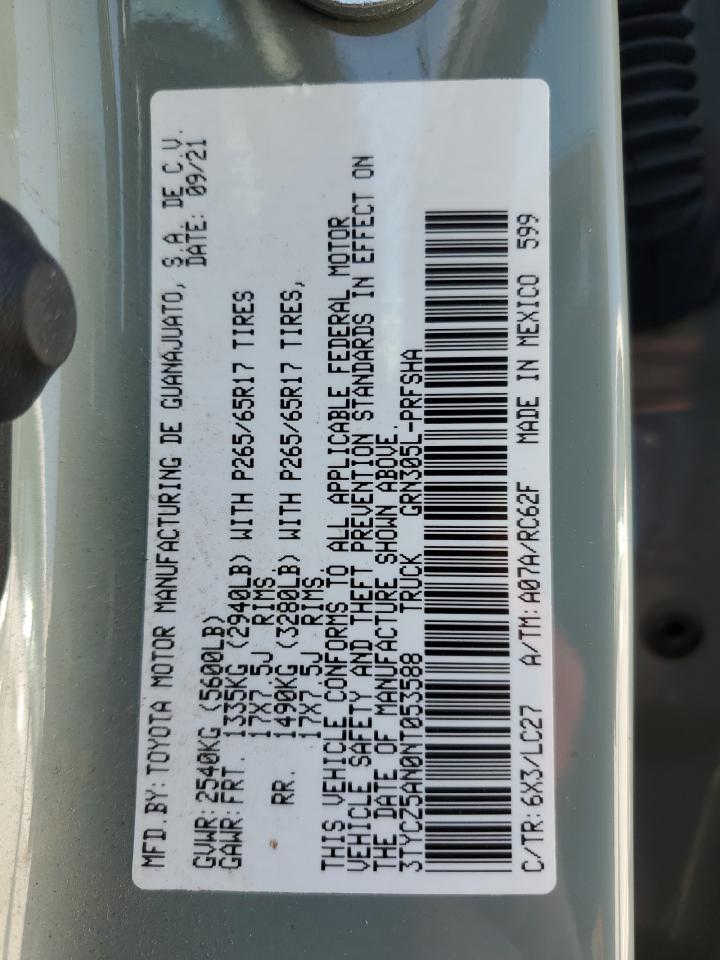 MFD.BY: TOYOTA MOTOR MANUFACTURING DE GUANAJUATO, S.A. DE C.V.
DATE: 09/21
GVWR: 2540KG (5600LB)
GAWR: FRT. 1335KG (2940LB) WITH P265/65R17 TIRES
17X7.5J RIMS.
RR. 1490KG (3280LB) WITH P265/65R17 TIRES,
17X7.5J RIMS.
THIS VEHICLE CONFORMS TO ALL APPLICABLE FEDERAL MOTOR
VEHICLE SAFETY AND THEFT PREVENTION STANDARDS IN EFFECT ON
THE DATE OF MANUFACTURE SHOWN ABOVE.
3TYCZ5AN0NT053588 TRUCK GRN305L-PRFSHA
C/TR: 6X3/LC27 A/TM: A07A/RC62F MADE IN MEXICO 599